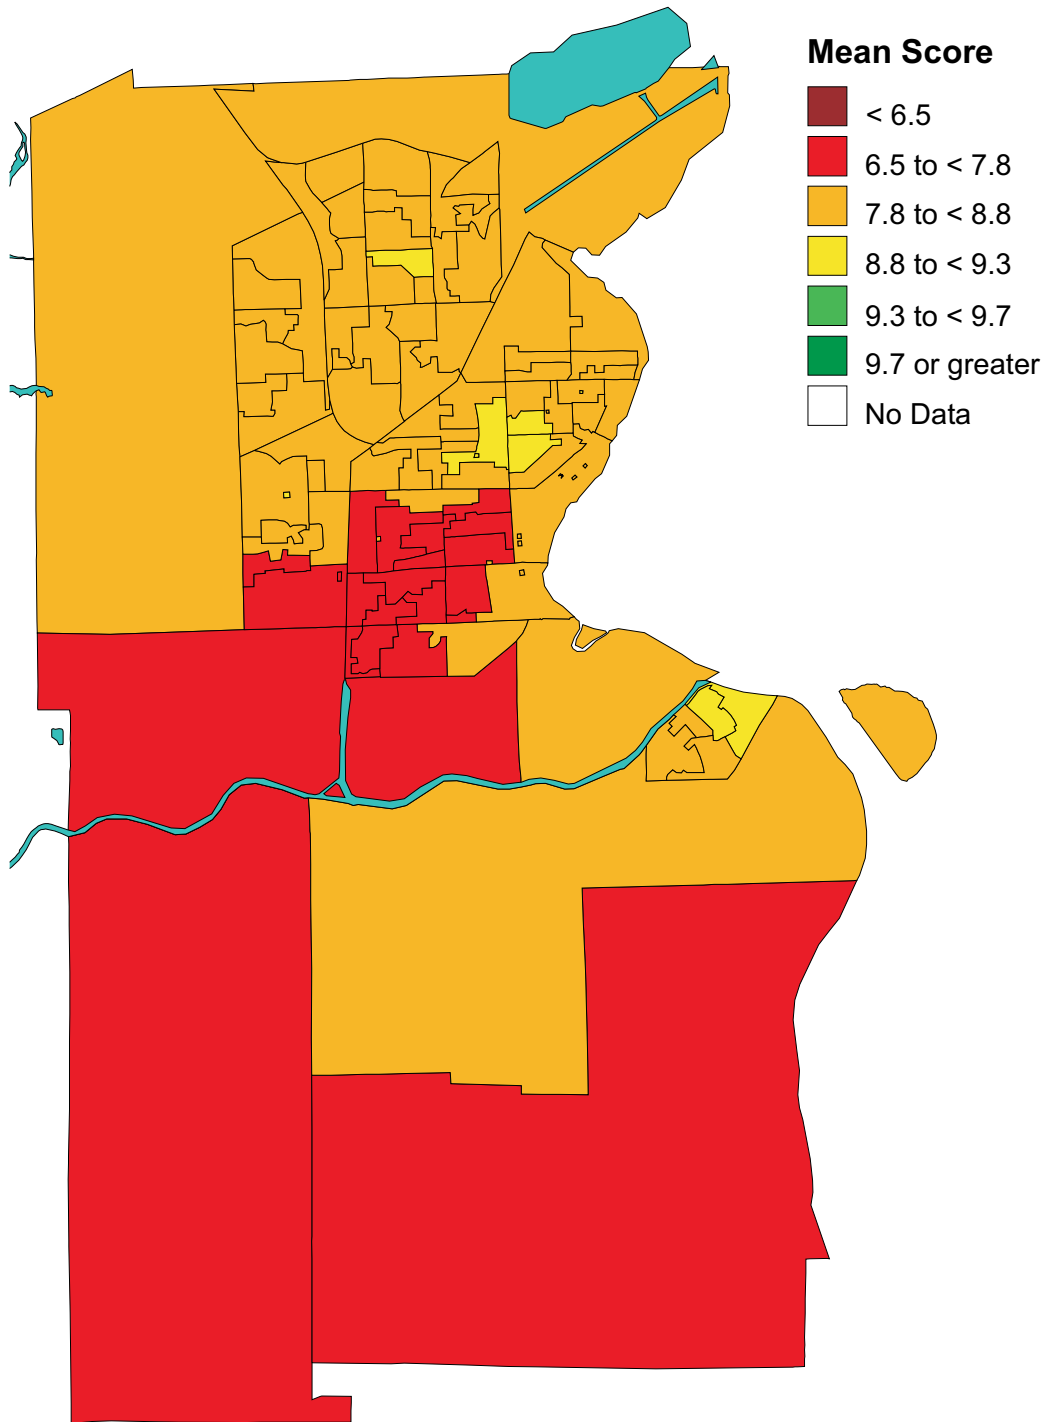 Mean Score
< 6.5
6.5 to < 7.8
7.8 to < 8.8
8.8 to < 9.3
9.3 to < 9.7
9.7 or greater
No Data